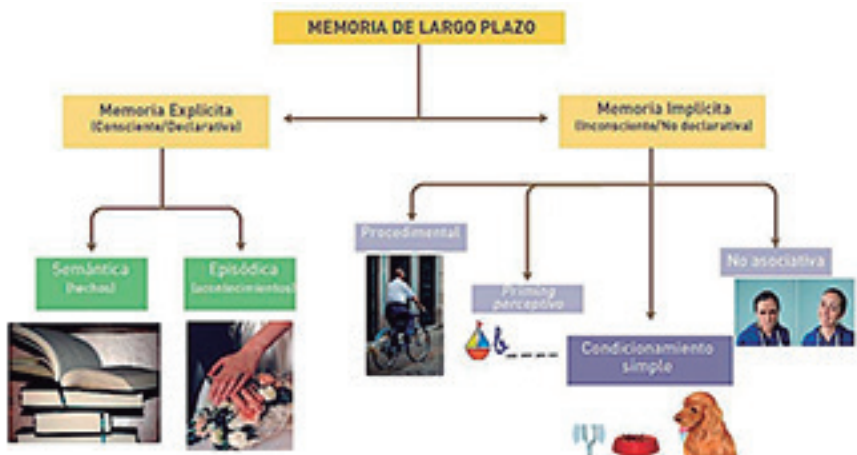 MEMORIA DE LARGO PLAZO
Memoria Explícita
(Consciente/Declarativa)
Memoria Implícita
(Inconsciente/No declarativa)
Semántica
(hechos)
Episódica
(acontecimientos)
Procedimental
Priming
perceptivo
b_ _ _ _
Condicionamiento
simple
No asociativa